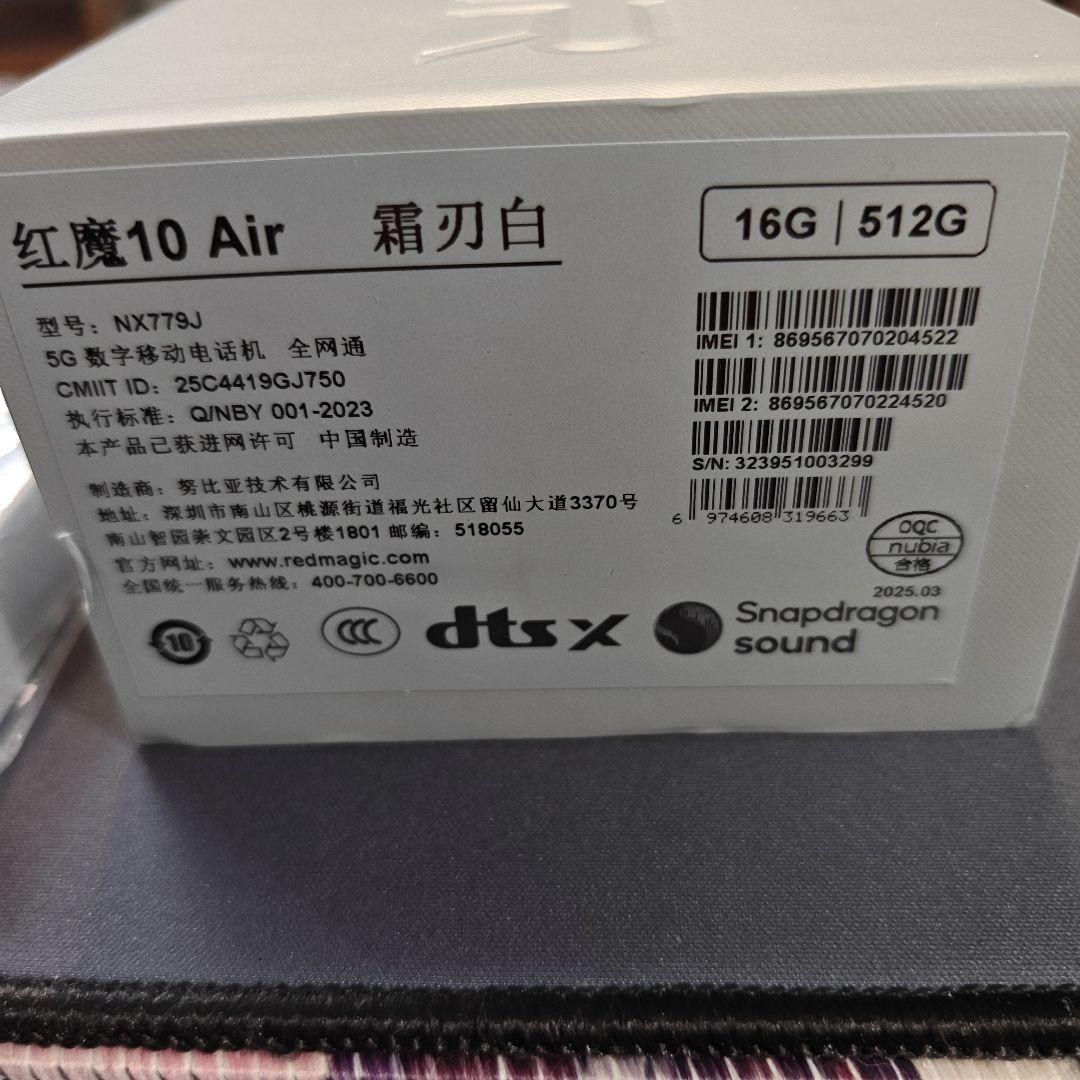 红魔10 Air 霜刃白
16G | 512G
型号：NX779J
5G 数字移动电话机 全网通
CMIIT ID：25C4419GJ750
执行标准：Q/NBY 001-2023
本产品已获进网许可 中国制造
制造商：努比亚技术有限公司
地址：深圳市南山区桃源街道福光社区留仙大道3370号
南山智园崇文园区2号楼1801 邮编：518055
官方网址：www.redmagic.com
全国统一服务热线：400-700-6600
IMEI 1: 869567070204522
IMEI 2: 869567070224520
S/N: 323951003299
6 974608 319663
OQC
nubia
合格
2025.03
10
CCC
dts X
Snapdragon
sound